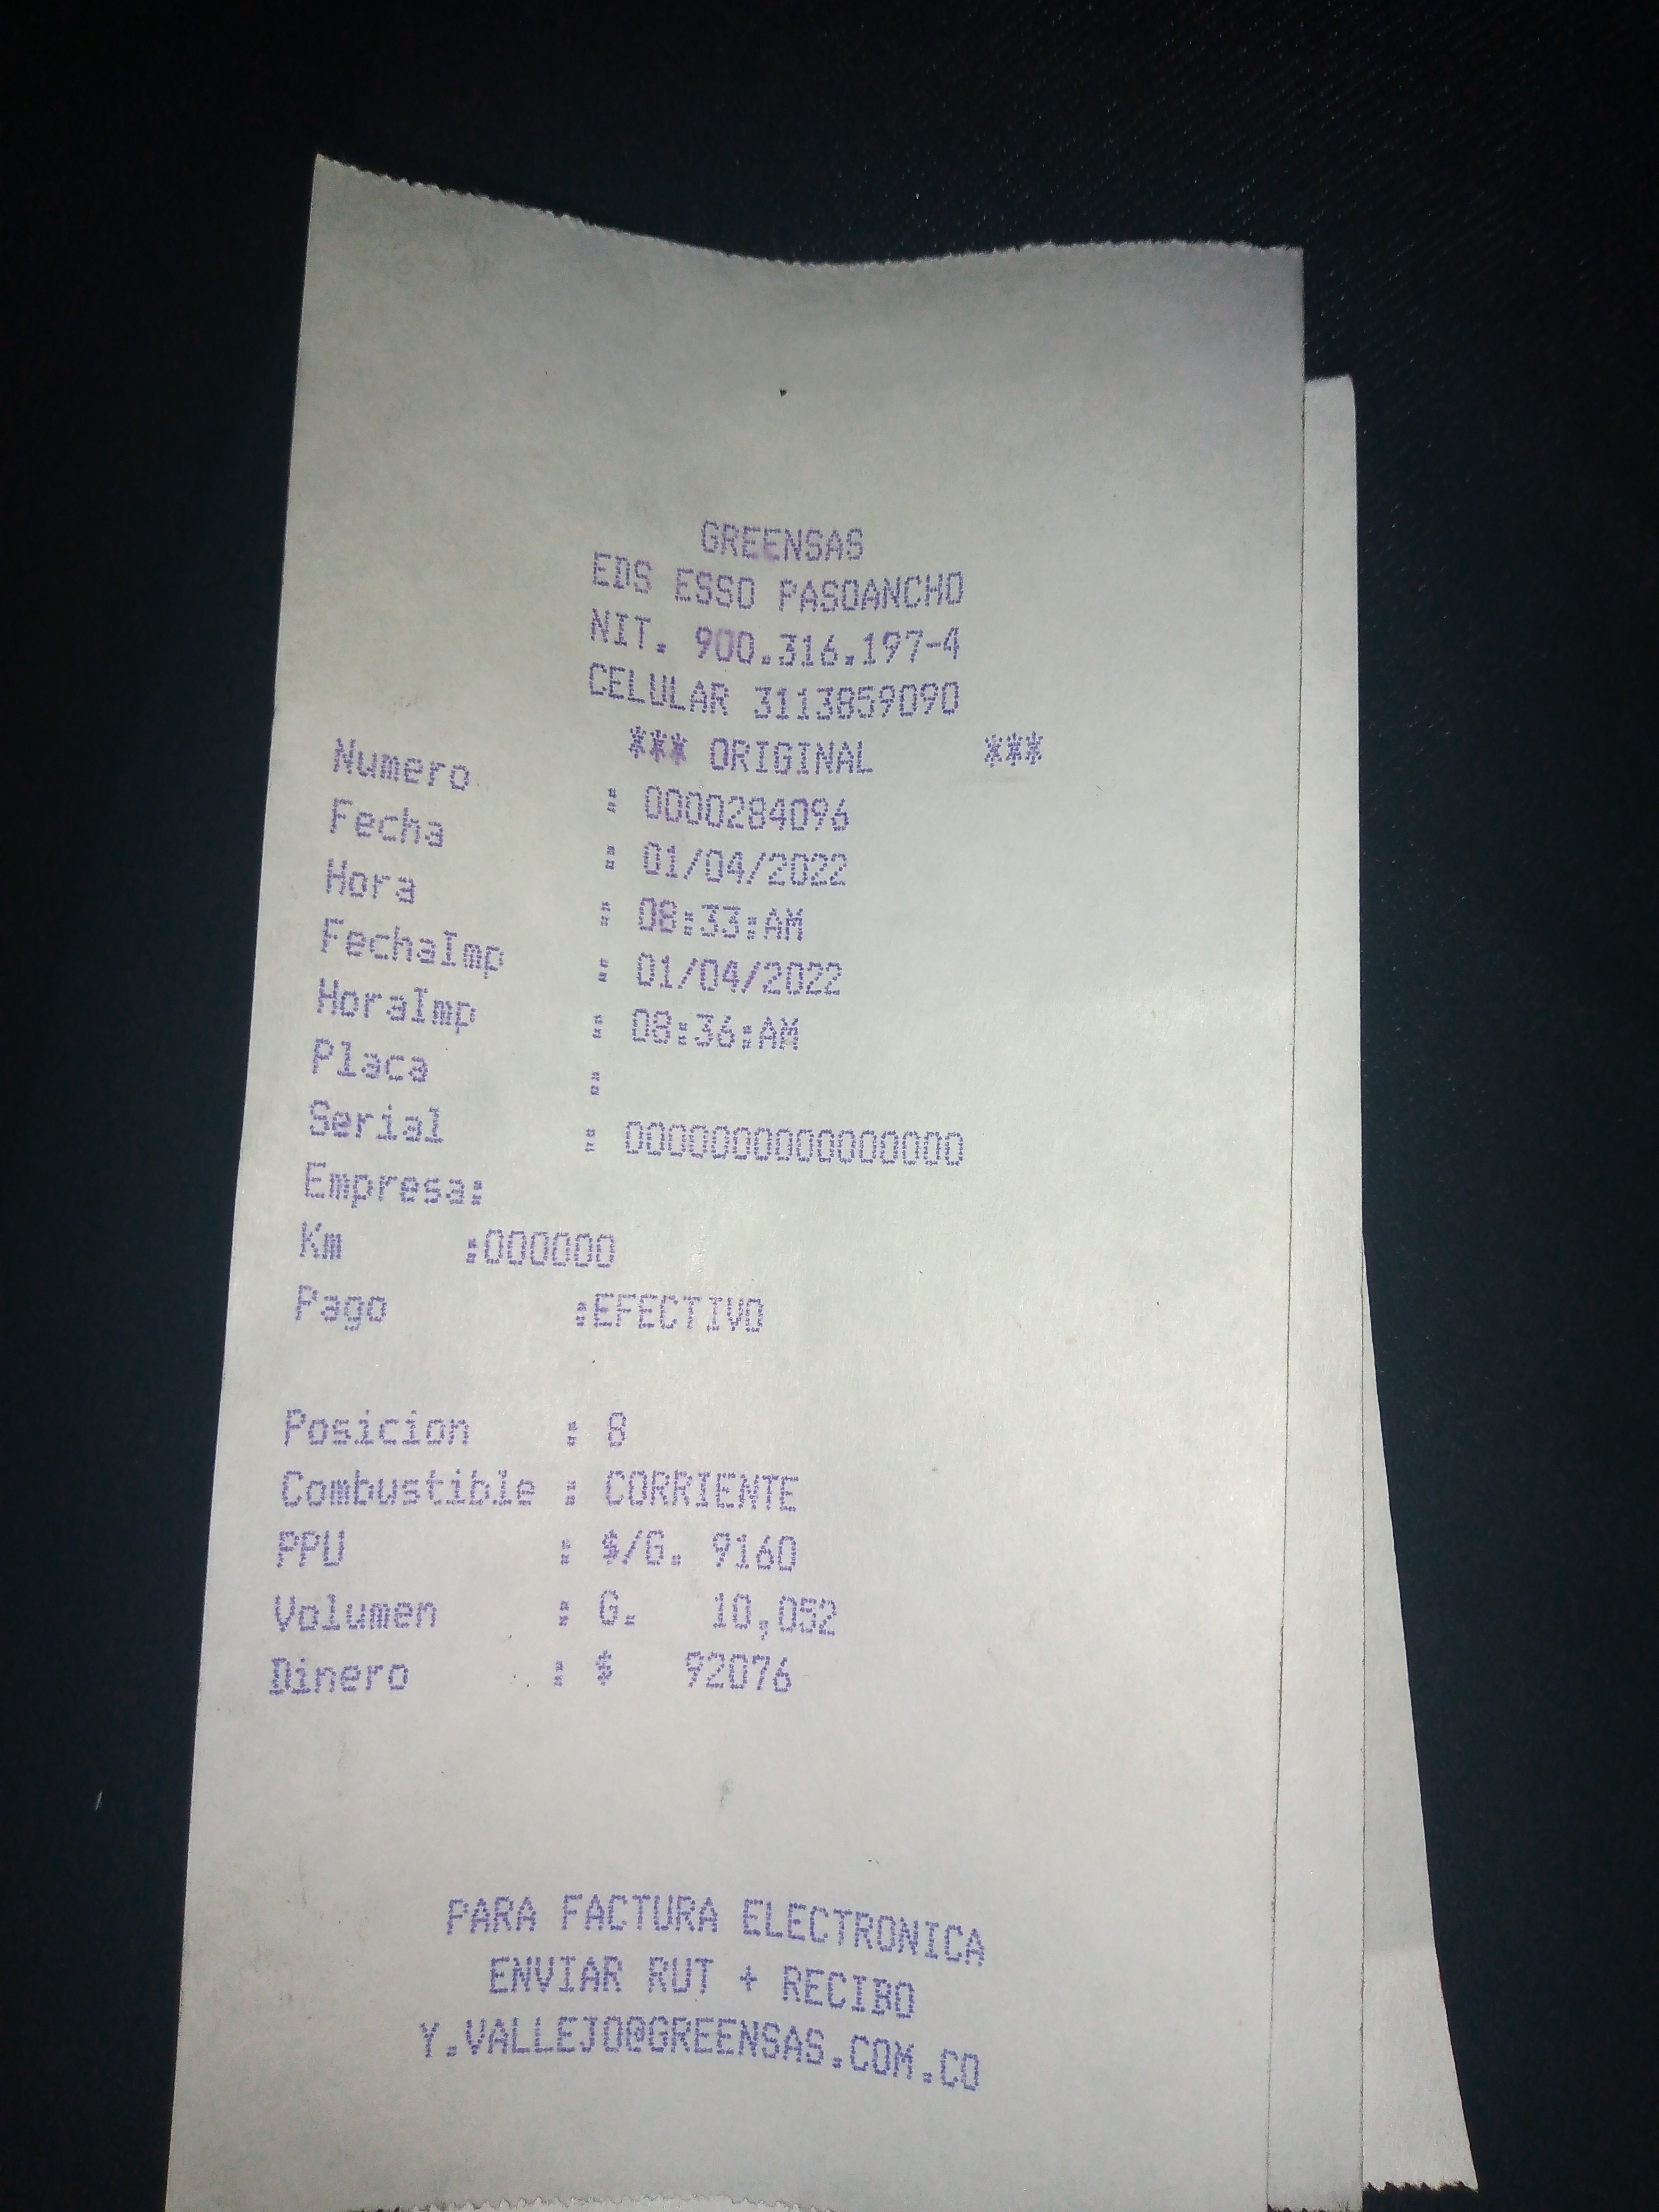 GREENSAS
EDS ESSO PASOANCHO
NIT. 900.316.197-4
CELULAR 3113859090
*** ORIGINAL ***
Numero : 0000284096
Fecha : 01/04/2022
Hora : 08:33:AM
FechaImp : 01/04/2022
HoraImp : 08:36:AM
Placa :
Serial : 0000000000000000
Empresa:
Km :000000
Pago :EFECTIVO
Posicion : 8
Combustible : CORRIENTE
PPU : $/G. 9160
Volumen : G. 10,052
Dinero : $ 92076
PARA FACTURA ELECTRONICA
ENVIAR RUT + RECIBO
Y.VALLEJO@GREENSAS.COM.CO